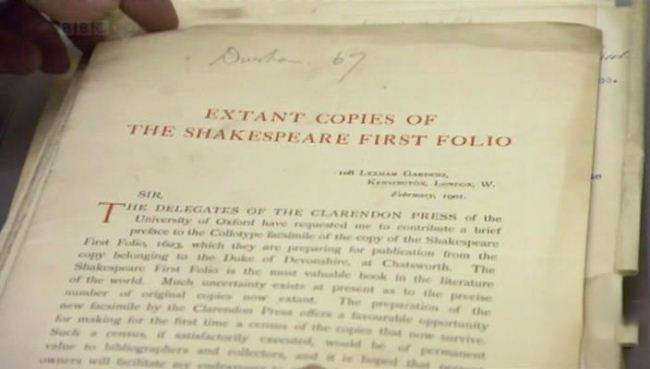 BBC
Durham 67
EXTANT COPIES OF
THE SHAKESPEARE FIRST FOLIO
108 LEXHAM GARDENS,
KENSINGTON, LONDON, W.
February, 1901.
SIR,
THE DELEGATES OF THE CLARENDON PRESS of the
University of Oxford have requested me to contribute a brief
preface to the Collotype facsimile of the copy of the Shakespeare
First Folio, 1623, which they are preparing for publication from the
copy belonging to the Duke of Devonshire, at Chatsworth. The
Shakespeare First Folio is the most valuable book in the literature
of the world. Much uncertainty exists at present as to the precise
number of original copies now extant. The preparation of the
new facsimile by the Clarendon Press offers a favourable opportunity
for making for the first time a census of the copies that now survive.
Such a census, if satisfactorily executed, would be of permanent
value to bibliographers and collectors, and it is hoped that
owners will facilitate my